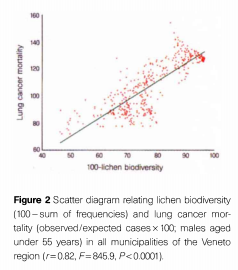 160
140
120
100
80
60
Lung cancer mortality
40 50 60 70 80 90 100
100-lichen biodiversity
Figure 2 Scatter diagram relating lichen biodiversity
(100 – sum of frequencies) and lung cancer mor-
tality (observed/expected cases × 100; males aged
under 55 years) in all municipalities of the Veneto
region (r=0.82, F=845.9, P<0.0001).